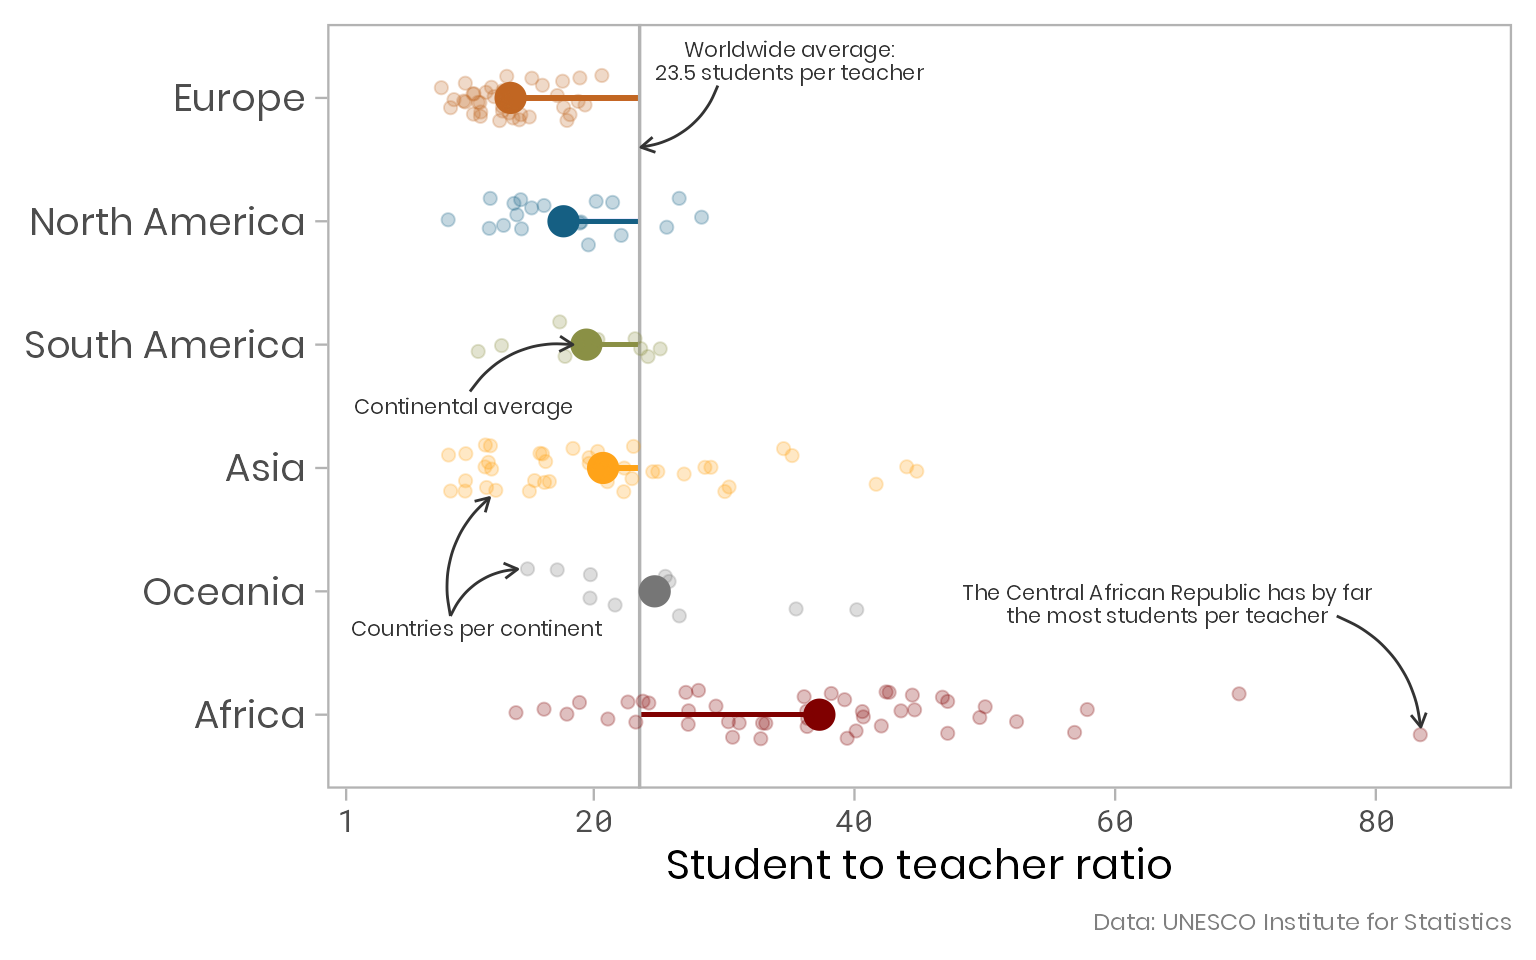 Worldwide average:
23.5 students per teacher
Europe
North America
South America
Continental average
Asia
Oceania
The Central African Republic has by far
the most students per teacher
Countries per continent
Africa
1 20 40 60 80
Student to teacher ratio
Data: UNESCO Institute for Statistics